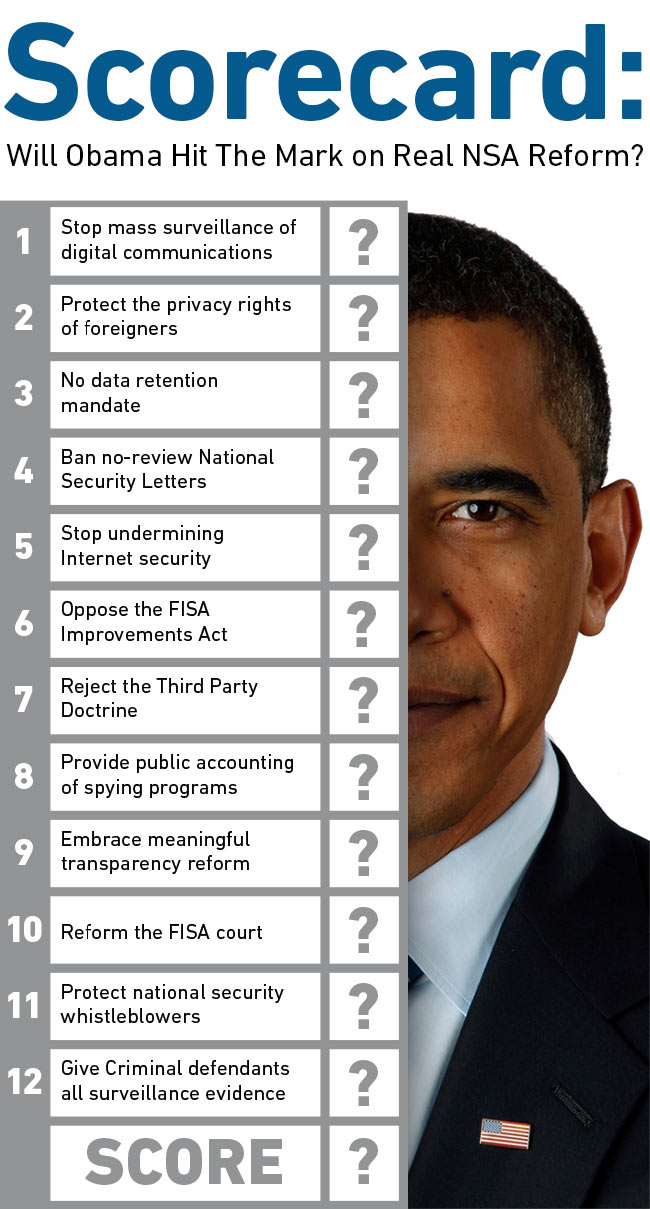 Scorecard:
Will Obama Hit The Mark on Real NSA Reform?
1
Stop mass surveillance of
digital communications
?
2
Protect the privacy rights
of foreigners
?
3
No data retention
mandate
?
4
Ban no-review National
Security Letters
?
5
Stop undermining
Internet security
?
6
Oppose the FISA
Improvements Act
?
7
Reject the Third Party
Doctrine
?
8
Provide public accounting
of spying programs
?
9
Embrace meaningful
transparency reform
?
10
Reform the FISA court
?
11
Protect national security
whistleblowers
?
12
Give Criminal defendants
all surveillance evidence
?
SCORE
?